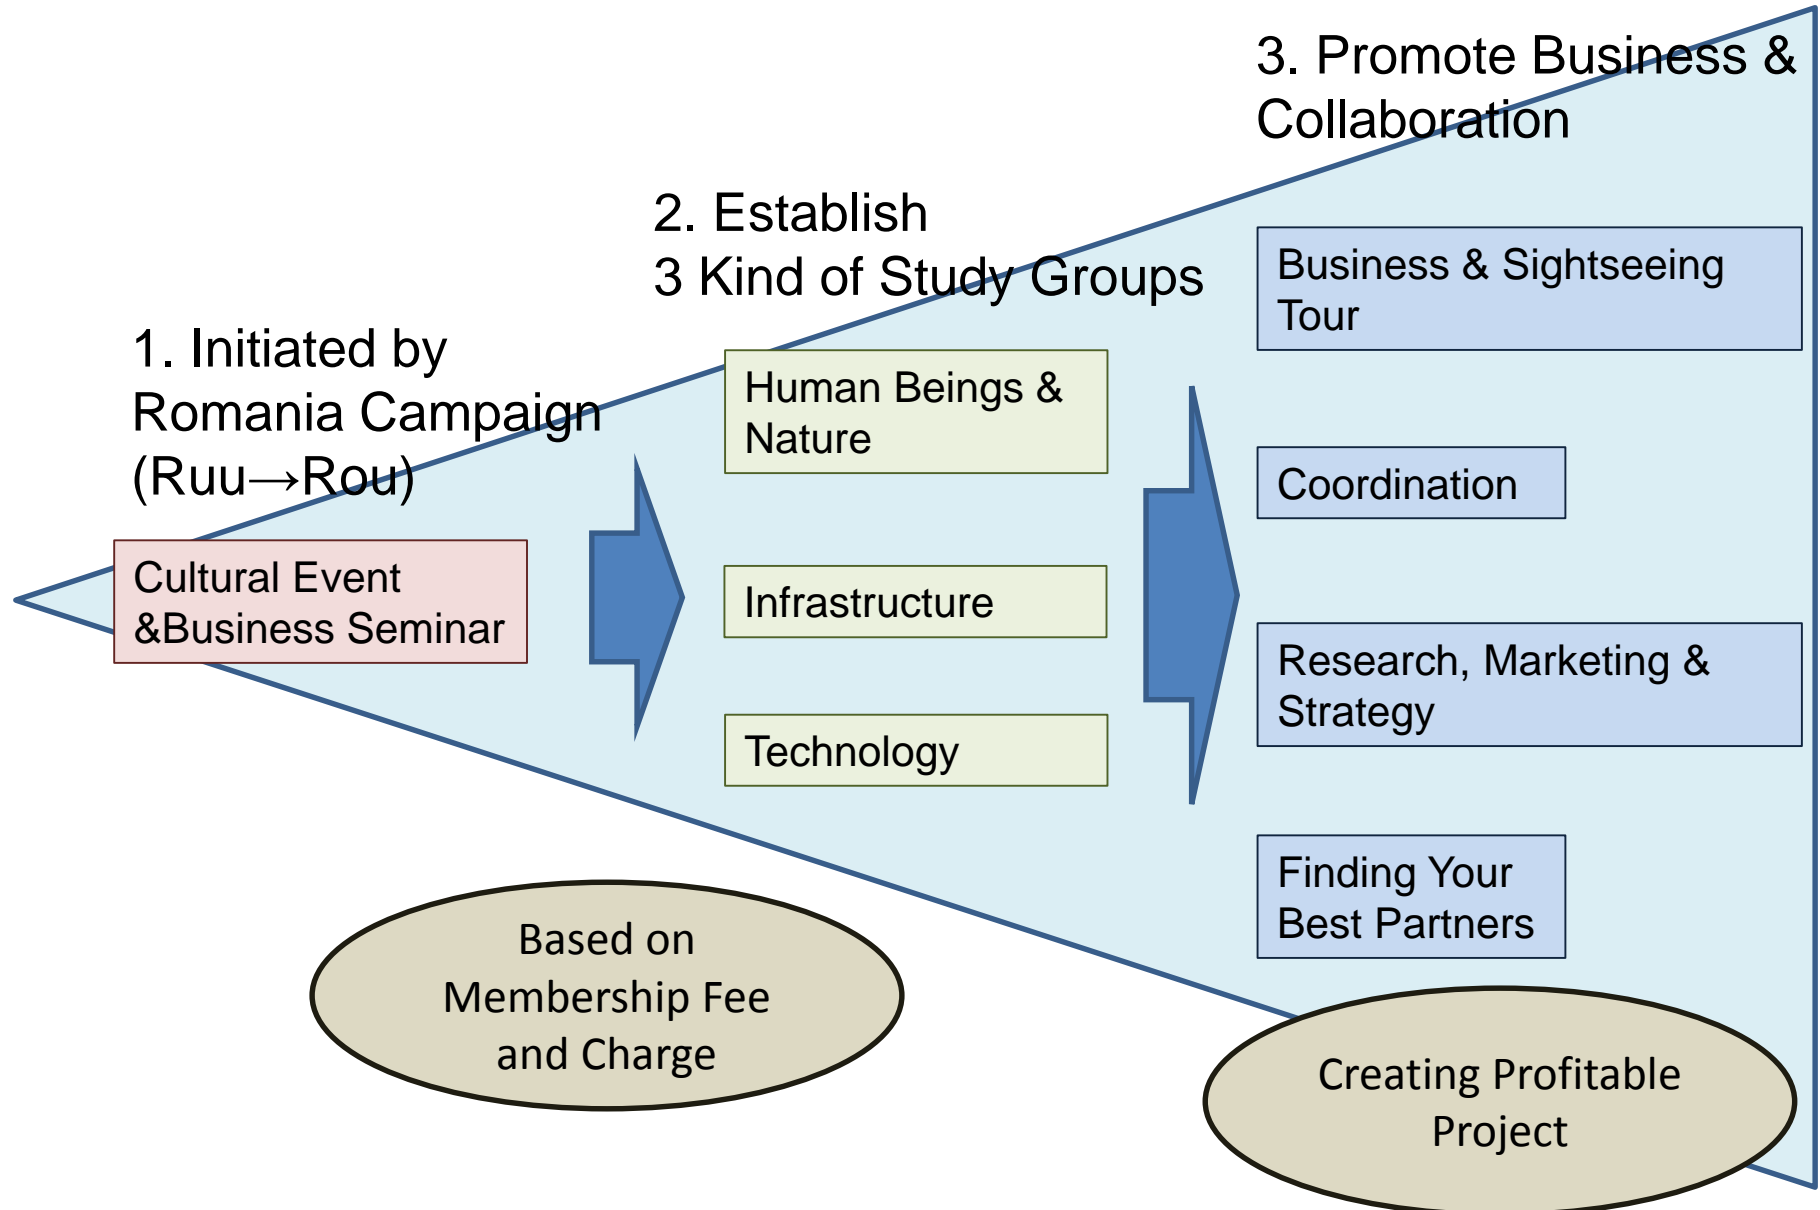 1. Initiated by
Romania Campaign
(Ruu→Rou)
Cultural Event
&Business Seminar
2. Establish
3 Kind of Study Groups
Human Beings &
Nature
Infrastructure
Technology
3. Promote Business &
Collaboration
Business & Sightseeing
Tour
Coordination
Research, Marketing &
Strategy
Finding Your
Best Partners
Based on
Membership Fee
and Charge
Creating Profitable
Project